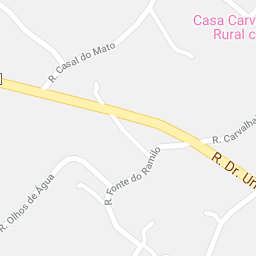 Casa Carv
Rural c
R. Casal do Mato
R. Carvalha
R. Dr. Ur
R. Fonte do Ramilo
R. Olhos de Água